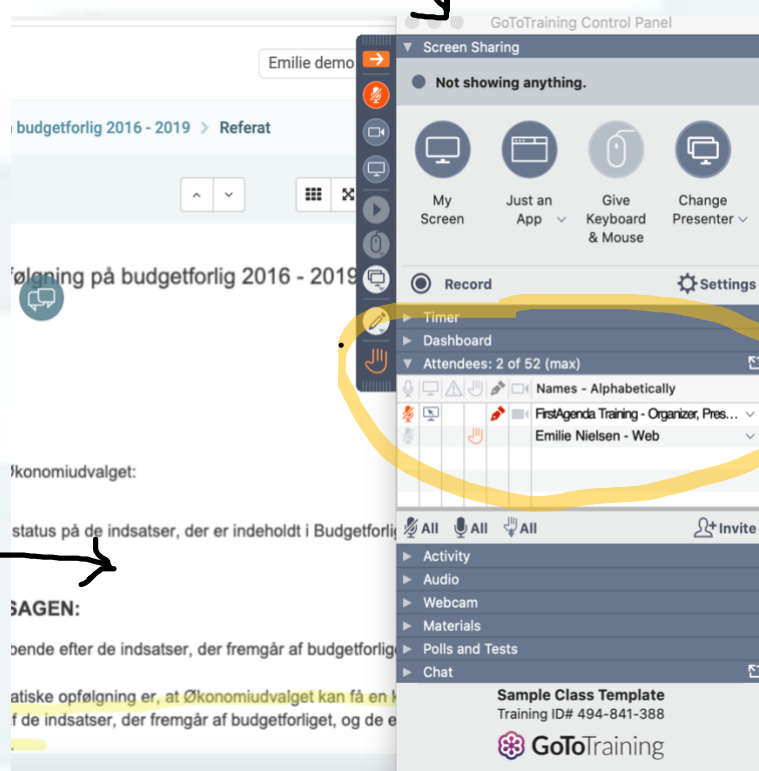 Emilie demo
budgetforlig 2016 - 2019 > Referat
følgning på budgetforlig 2016 - 2019
Økonomiudvalget:
status på de indsatser, der er indeholdt i Budgetforlig
SAGEN:
bende efter de indsatser, der fremgår af budgetforlig
atiske opfølgning er, at Økonomiudvalget kan få en
f de indsatser, der fremgår af budgetforliget, og de e
GoToTraining Control Panel
Screen Sharing
Not showing anything.
My Screen
Just an App
Give Keyboard & Mouse
Change Presenter
Record
Settings
Timer
Dashboard
Attendees: 2 of 52 (max)
Names - Alphabetically
FirstAgenda Training - Organizer, Pres...
Emilie Nielsen - Web
All All All
Invite
Activity
Audio
Webcam
Materials
Polls and Tests
Chat
Sample Class Template
Training ID# 494-841-388
GoToTraining